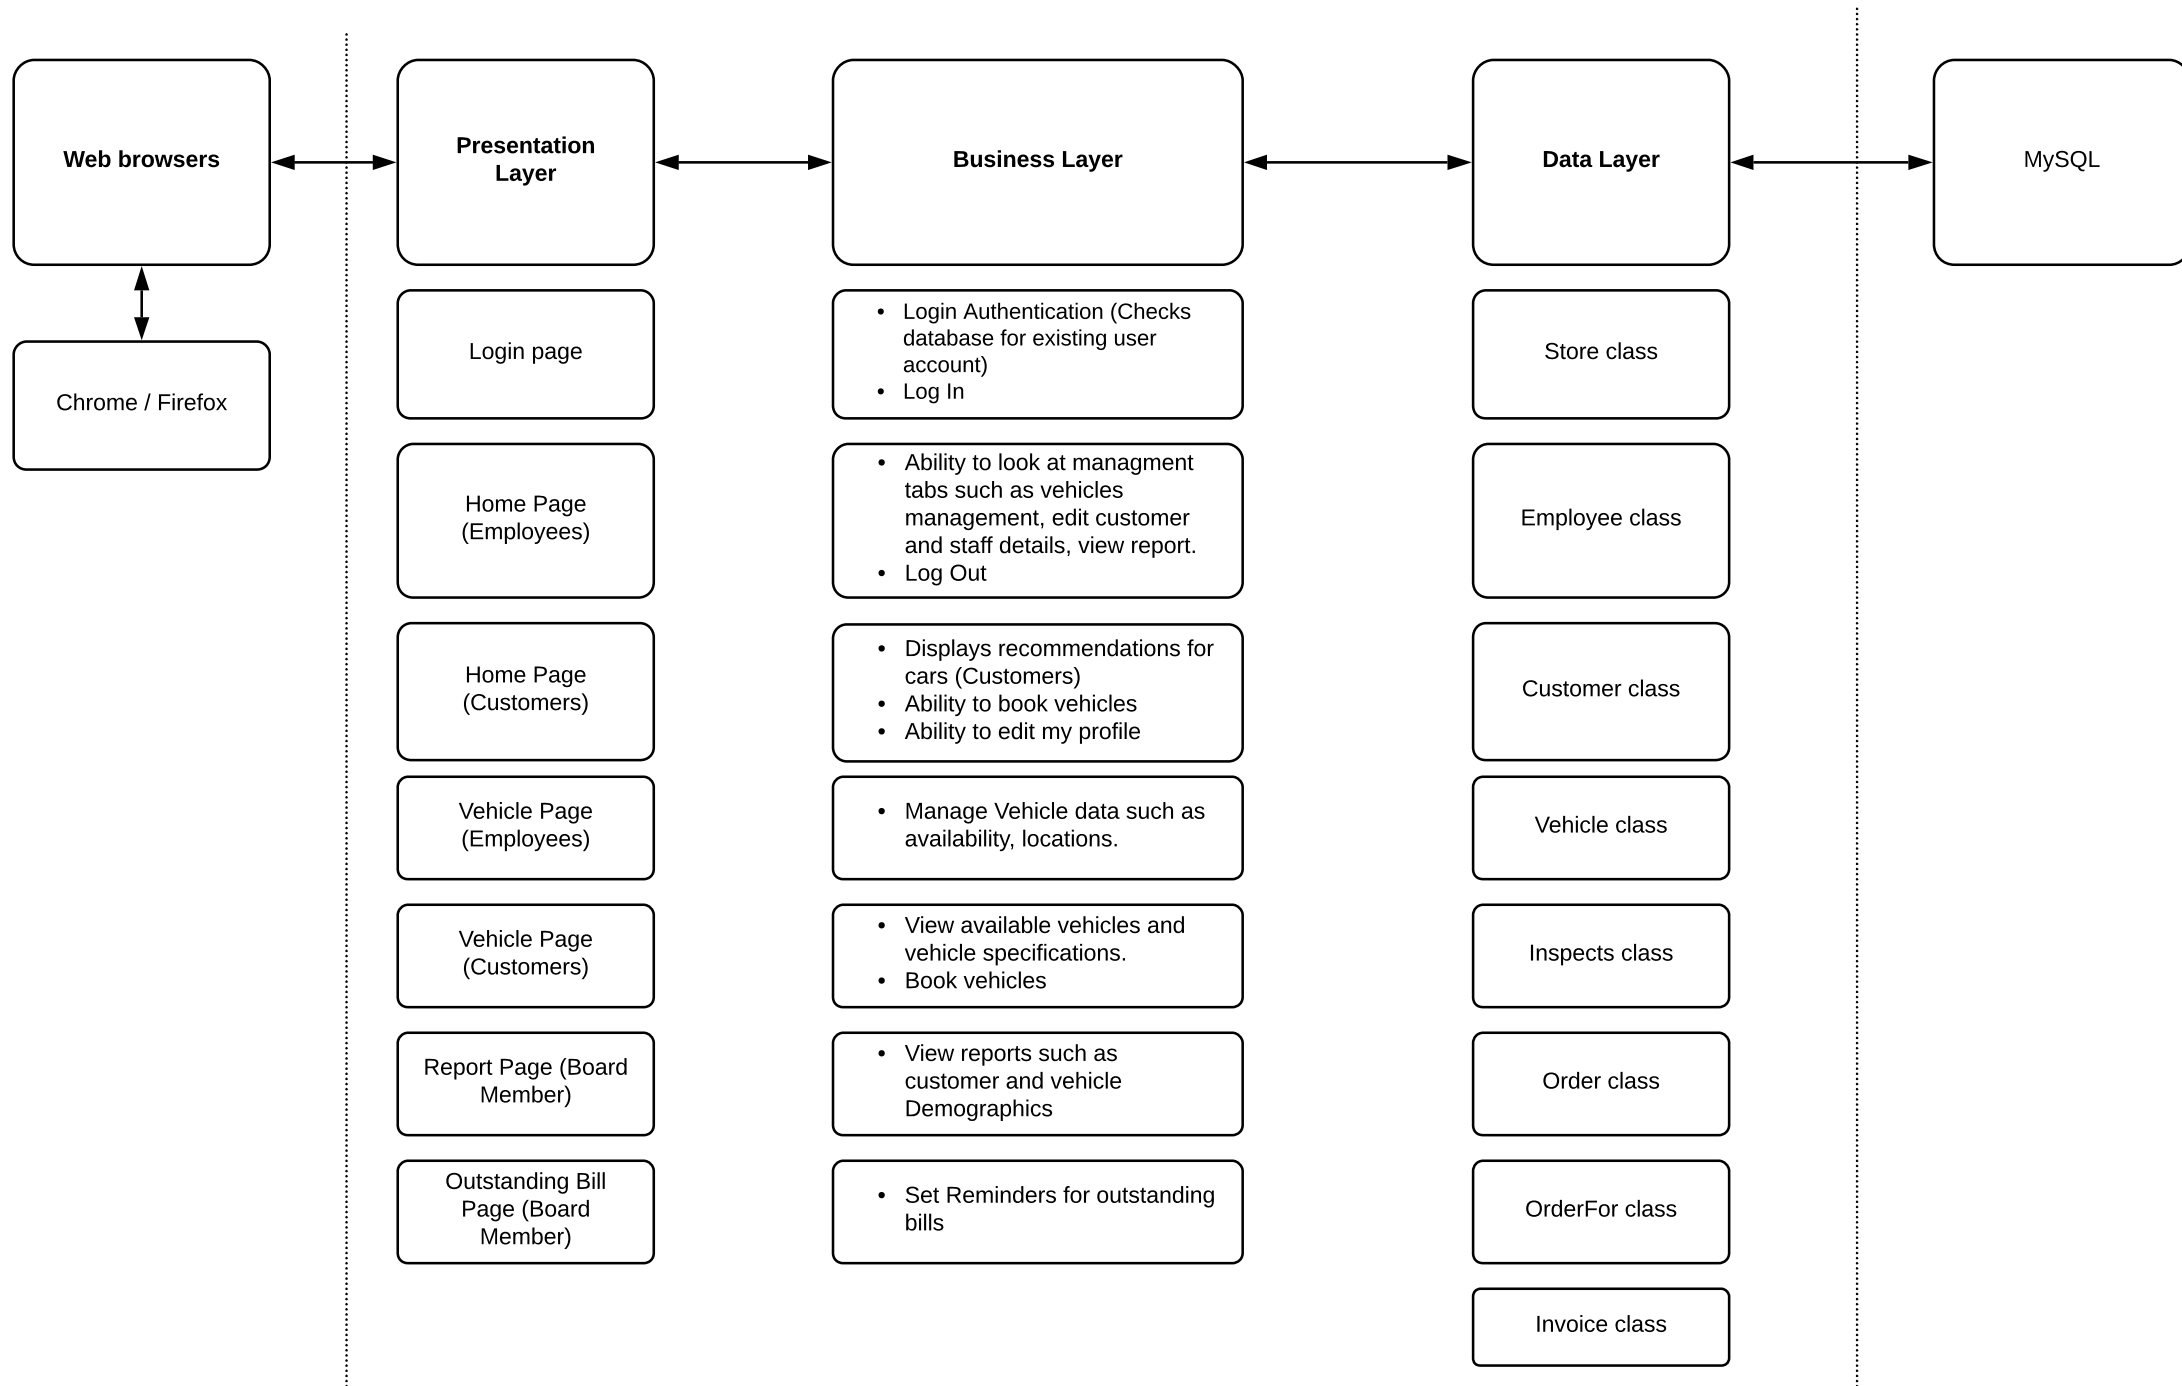 Web browsers
Chrome / Firefox
Presentation
Layer
Login page
Home Page
(Employees)
Home Page
(Customers)
Vehicle Page
(Employees)
Vehicle Page
(Customers)
Report Page (Board
Member)
Outstanding Bill
Page (Board
Member)
Business Layer
• Login Authentication (Checks
database for existing user
account)
• Log In
• Ability to look at managment
tabs such as vehicles
management, edit customer
and staff details, view report.
• Log Out
• Displays recommendations for
cars (Customers)
• Ability to book vehicles
• Ability to edit my profile
• Manage Vehicle data such as
availability, locations.
• View available vehicles and
vehicle specifications.
• Book vehicles
• View reports such as
customer and vehicle
Demographics
• Set Reminders for outstanding
bills
Data Layer
Store class
Employee class
Customer class
Vehicle class
Inspects class
Order class
OrderFor class
Invoice class
MySQL